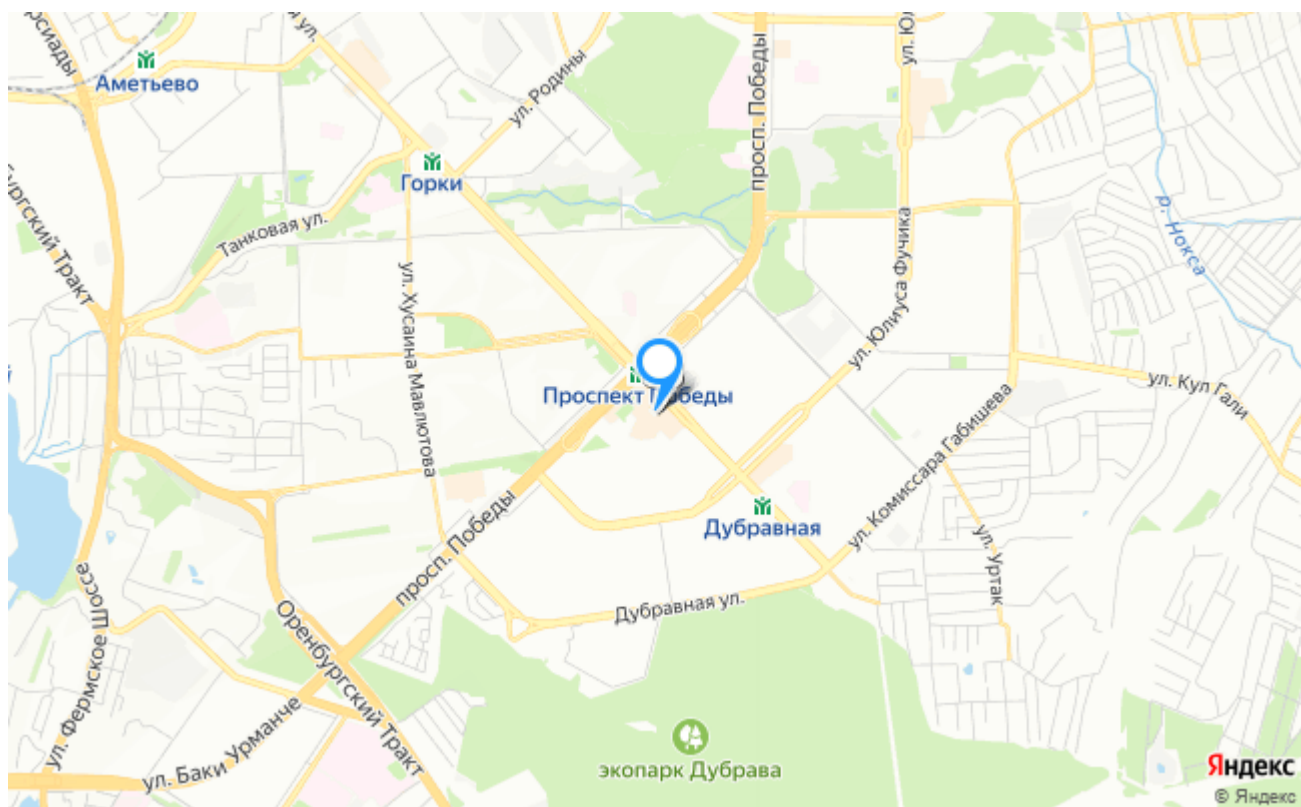 Аметьево
ул. Родины
просп. Победы
Горки
Танковая ул.
р. Нокса
ул. Хусаина Мавлютова
ул. Юлиуса Фучика
Проспект Победы
ул. Кул Гали
ул. Комиссара Габишева
Дубравная
просп. Победы
ул. Уртак
Дубравная ул.
ул. Фермское Шоссе
Оренбургский Тракт
ул. Баки Урманче
экопарк Дубрава
Яндекс
© Яндекс